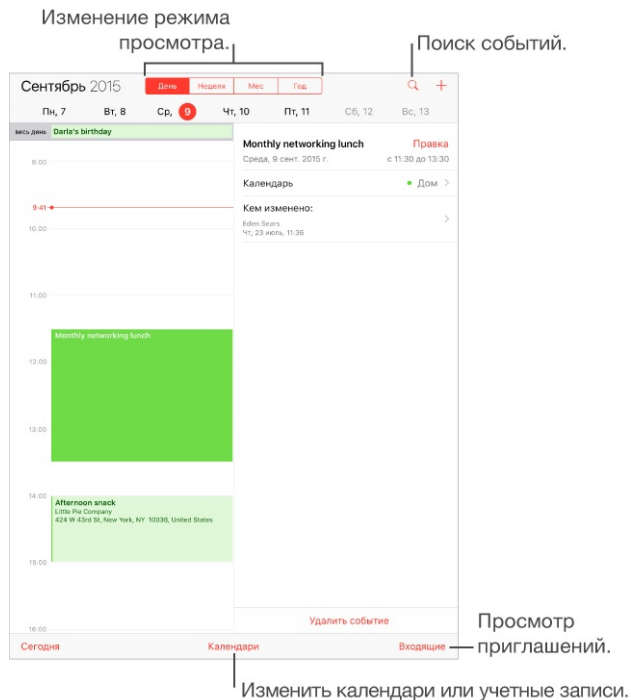 Изменение режима
просмотра.
Поиск событий.
Сентябрь 2015
День Неделя Мес Год
Пн, 7 Вт, 8 Ср, 9 Чт, 10 Пт, 11 Сб, 12 Вс, 13
весь день Darla's birthday
9:00
9:41
10:00
11:00
Monthly networking lunch
12:00
13:00
14:00
Afternoon snack
Little Pie Company
424 W 43rd St, New York, NY 10036, United States
15:00
16:00
Monthly networking lunch Правка
Среда, 9 сент. 2015 г. с 11:30 до 13:30
Календарь Дом
Кем изменено:
Eden Sears
Чт, 23 июль, 11:36
Удалить событие
Сегодня Календари Входящие
Просмотр
приглашений.
Изменить календари или учетные записи.